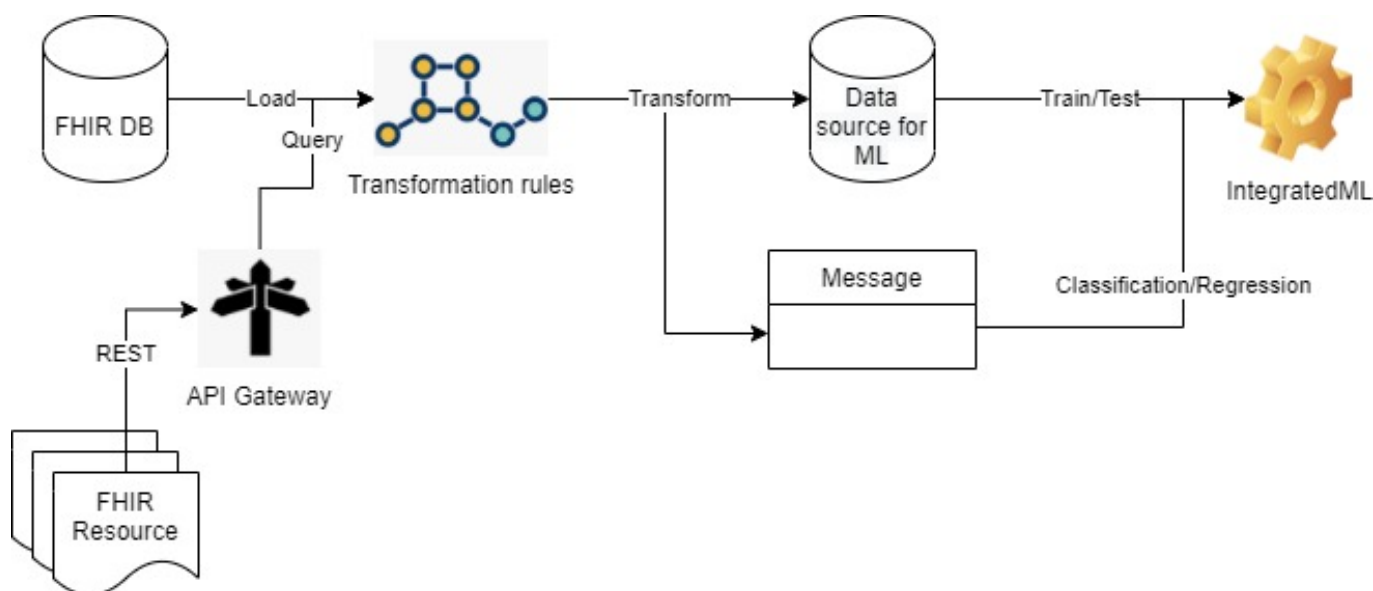 FHIR DB
Load
Query
Transformation rules
Transform
Data
source for
ML
Train/Test
IntegratedML
Message
Classification/Regression
REST
API Gateway
FHIR
Resource